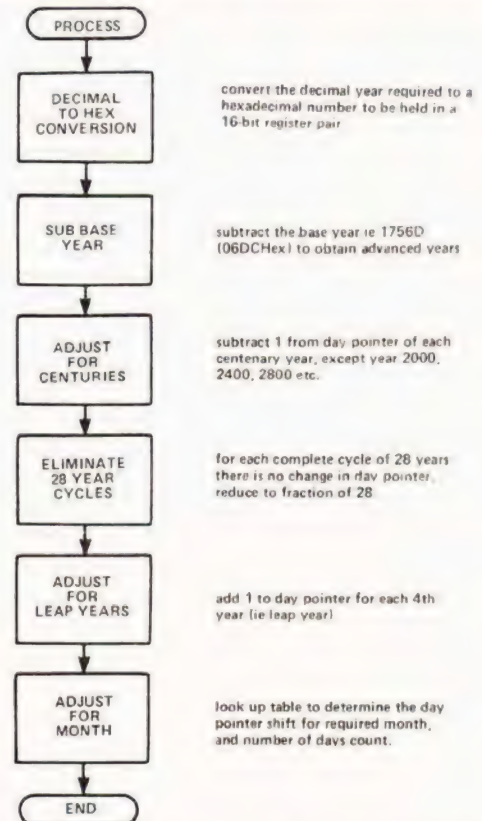 PROCESS
DECIMAL
TO HEX
CONVERSION
convert the decimal year required to a
hexadecimal number to be held in a
16-bit register pair
SUB BASE
YEAR
subtract the base year ie 1756D
(06DCHex) to obtain advanced years
ADJUST
FOR
CENTURIES
subtract 1 from day pointer of each
centenary year, except year 2000,
2400, 2800 etc.
ELIMINATE
28 YEAR
CYCLES
for each complete cycle of 28 years
there is no change in day pointer,
reduce to fraction of 28
ADJUST
FOR
LEAP YEARS
add 1 to day pointer for each 4th
year (ie leap year)
ADJUST
FOR
MONTH
look up table to determine the day
pointer shift for required month,
and number of days count.
END